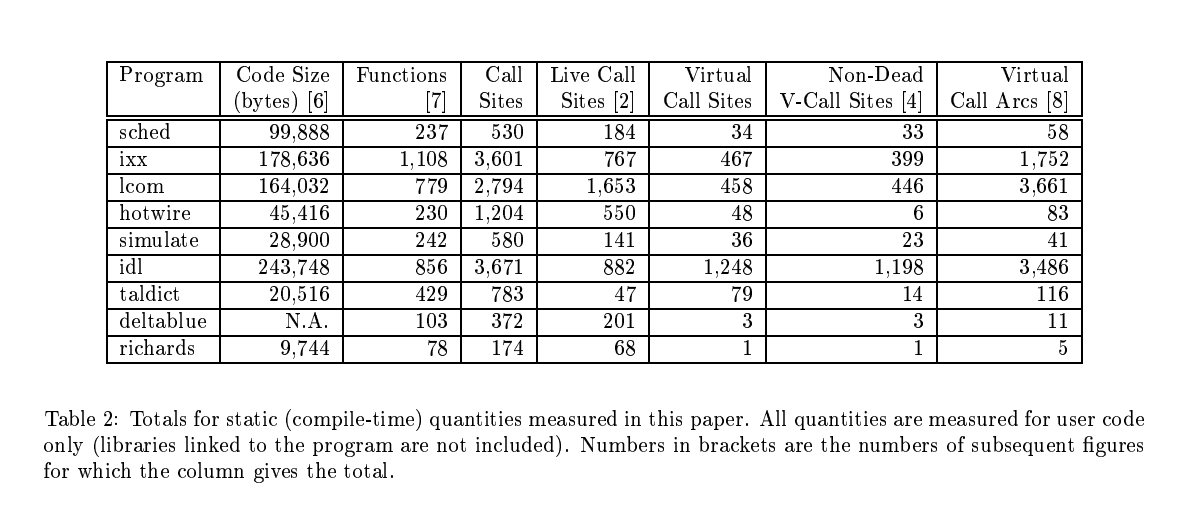 Program Code Size Functions Call Live Call Virtual Non-Dead Virtual
(bytes) [6] [7] Sites Sites [2] Call Sites V-Call Sites [4] Call Arcs [8]
sched 99,888 237 530 184 34 33 58
ixx 178,636 1,108 3,601 767 467 399 1,752
lcom 164,032 779 2,794 1,653 458 446 3,661
hotwire 45,416 230 1,204 550 48 6 83
simulate 28,900 242 580 141 36 23 41
idl 243,748 856 3,671 882 1,248 1,198 3,486
taldict 20,516 429 783 47 79 14 116
deltablue N.A. 103 372 201 3 3 11
richards 9,744 78 174 68 1 1 5
Table 2: Totals for static (compile-time) quantities measured in this paper. All quantities are measured for user code
only (libraries linked to the program are not included). Numbers in brackets are the numbers of subsequent figures
for which the column gives the total.